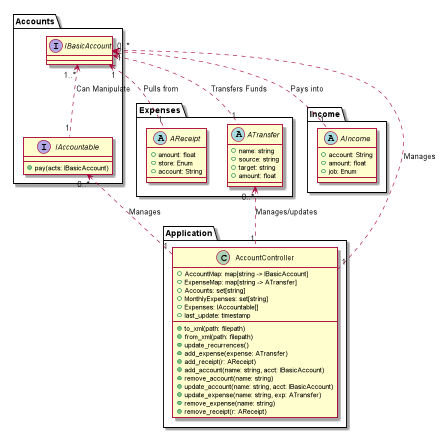 Accounts
IBasicAccount
0..*
1..*
1
Can Manipulate
Pulls from
Transfers Funds
Pays into
Expenses
Income
1
1
IAccountable
pay(accts: IBasicAccount)
AReceipt
amount: float
store: Enum
account: String
ATransfer
name: string
source: string
target: string
amount: float
AIncome
account: String
amount: float
job: Enum
Manages
0..*
0..*
Manages
Manages/updates
1
Application
AccountController
AccountMap: map[string -> IBasicAccount]
ExpenseMap: map[string -> ATransfer]
Accounts: set[string]
MonthlyExpenses: set[string]
Expenses: IAccountable[]
last_update: timestamp
to_xml(path: filepath)
from_xml(path: filepath)
update_recurrences()
add_expense(expense: ATransfer)
add_receipt(r: AReceipt)
add_account(name: string, acct: IBasicAccount)
remove_account(name: string)
update_account(name: string, acct: IBasicAccount)
update_expense(name: string, exp: ATransfer)
remove_expense(name: string)
remove_receipt(r: AReceipt)